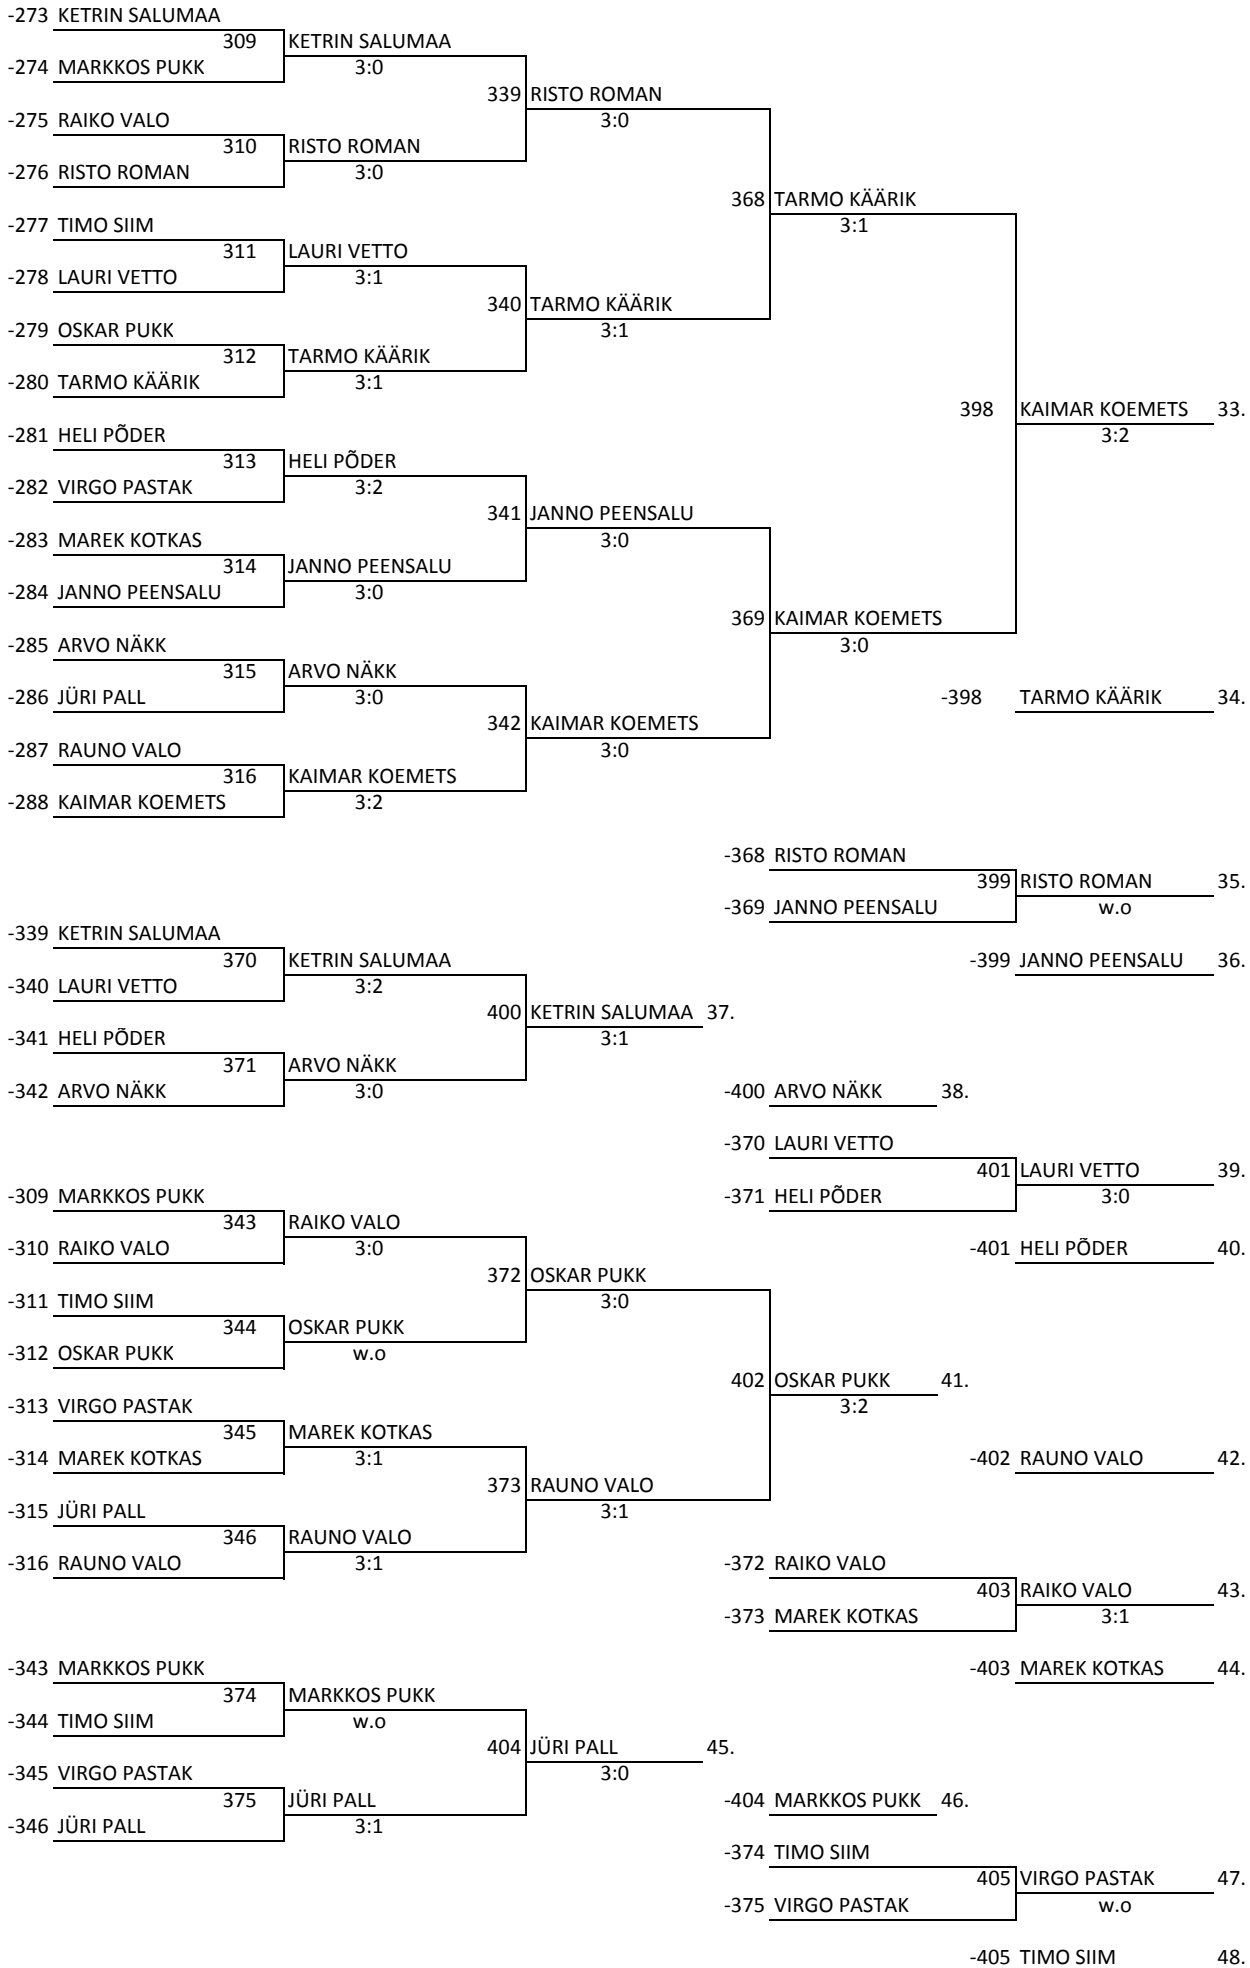 -273 KETRIN SALUMAA
309 KETRIN SALUMAA
-274 MARKKOS PUKK 3:0
339 RISTO ROMAN
-275 RAIKO VALO 3:0
310 RISTO ROMAN
-276 RISTO ROMAN 3:0
368 TARMO KÄÄRIK
-277 TIMO SIIM 3:1
311 LAURI VETTO
-278 LAURI VETTO 3:1
340 TARMO KÄÄRIK
-279 OSKAR PUKK 3:1
312 TARMO KÄÄRIK
-280 TARMO KÄÄRIK 3:1
398 KAIMAR KOEMETS 33.
-281 HELI PÕDER 3:2
313 HELI PÕDER
-282 VIRGO PASTAK 3:2
341 JANNO PEENSALU
-283 MAREK KOTKAS 3:0
314 JANNO PEENSALU
-284 JANNO PEENSALU 3:0
369 KAIMAR KOEMETS
-285 ARVO NÄKK 3:0
315 ARVO NÄKK
-286 JÜRI PALL 3:0 -398 TARMO KÄÄRIK 34.
342 KAIMAR KOEMETS
-287 RAUNO VALO 3:0
316 KAIMAR KOEMETS
-288 KAIMAR KOEMETS 3:2
-368 RISTO ROMAN
399 RISTO ROMAN 35.
-369 JANNO PEENSALU w.o
-339 KETRIN SALUMAA
370 KETRIN SALUMAA -399 JANNO PEENSALU 36.
-340 LAURI VETTO 3:2
400 KETRIN SALUMAA 37.
-341 HELI PÕDER 3:1
371 ARVO NÄKK
-342 ARVO NÄKK 3:0 -400 ARVO NÄKK 38.
-370 LAURI VETTO
401 LAURI VETTO 39.
-309 MARKKOS PUKK -371 HELI PÕDER 3:0
343 RAIKO VALO
-310 RAIKO VALO 3:0 -401 HELI PÕDER 40.
372 OSKAR PUKK
-311 TIMO SIIM 3:0
344 OSKAR PUKK
-312 OSKAR PUKK w.o
402 OSKAR PUKK 41.
-313 VIRGO PASTAK 3:2
345 MAREK KOTKAS
-314 MAREK KOTKAS 3:1 -402 RAUNO VALO 42.
373 RAUNO VALO
-315 JÜRI PALL 3:1
346 RAUNO VALO
-316 RAUNO VALO 3:1 -372 RAIKO VALO
403 RAIKO VALO 43.
-373 MAREK KOTKAS 3:1
-343 MARKKOS PUKK -403 MAREK KOTKAS 44.
374 MARKKOS PUKK
-344 TIMO SIIM w.o
404 JÜRI PALL 45.
-345 VIRGO PASTAK 3:0
375 JÜRI PALL -404 MARKKOS PUKK 46.
-346 JÜRI PALL 3:1
-374 TIMO SIIM
405 VIRGO PASTAK 47.
-375 VIRGO PASTAK w.o
-405 TIMO SIIM 48.